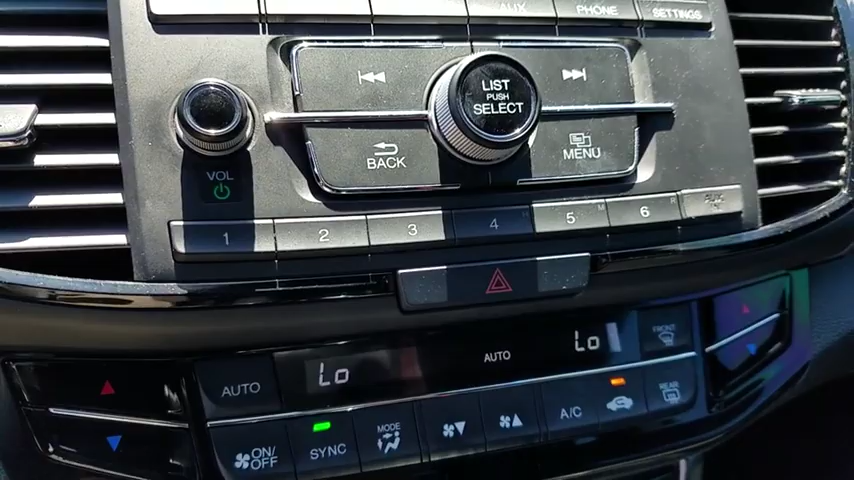 AUX PHONE SETTINGS
LIST
PUSH
SELECT
BACK MENU
VOL
1 2 3 4 5 6
Lo AUTO Lo FRONT
AUTO
A/C REAR
ON/
OFF SYNC MODE